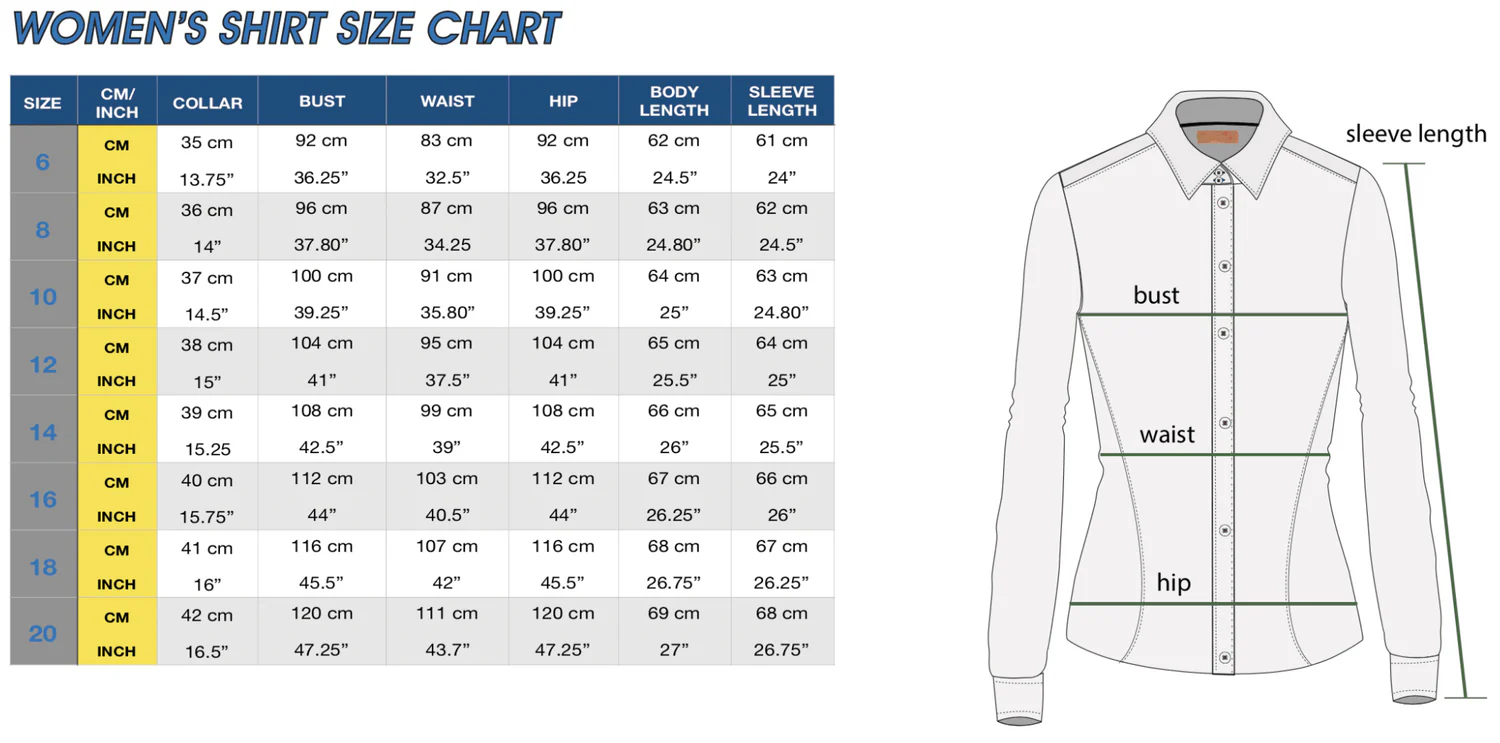 WOMEN'S SHIRT SIZE CHART
SIZE CM/ INCH COLLAR BUST WAIST HIP BODY LENGTH SLEEVE LENGTH
6 CM 35 cm 92 cm 83 cm 92 cm 62 cm 61 cm
INCH 13.75” 36.25” 32.5” 36.25 24.5” 24”
8 CM 36 cm 96 cm 87 cm 96 cm 63 cm 62 cm
INCH 14” 37.80” 34.25 37.80” 24.80” 24.5”
10 CM 37 cm 100 cm 91 cm 100 cm 64 cm 63 cm
INCH 14.5” 39.25” 35.80” 39.25” 25” 24.80”
12 CM 38 cm 104 cm 95 cm 104 cm 65 cm 64 cm
INCH 15” 41” 37.5” 41” 25.5” 25”
14 CM 39 cm 108 cm 99 cm 108 cm 66 cm 65 cm
INCH 15.25 42.5” 39” 42.5” 26” 25.5”
16 CM 40 cm 112 cm 103 cm 112 cm 67 cm 66 cm
INCH 15.75” 44” 40.5” 44” 26.25” 26”
18 CM 41 cm 116 cm 107 cm 116 cm 68 cm 67 cm
INCH 16” 45.5” 42” 45.5” 26.75” 26.25”
20 CM 42 cm 120 cm 111 cm 120 cm 69 cm 68 cm
INCH 16.5” 47.25” 43.7” 47.25” 27” 26.75”
sleeve length
bust
waist
hip